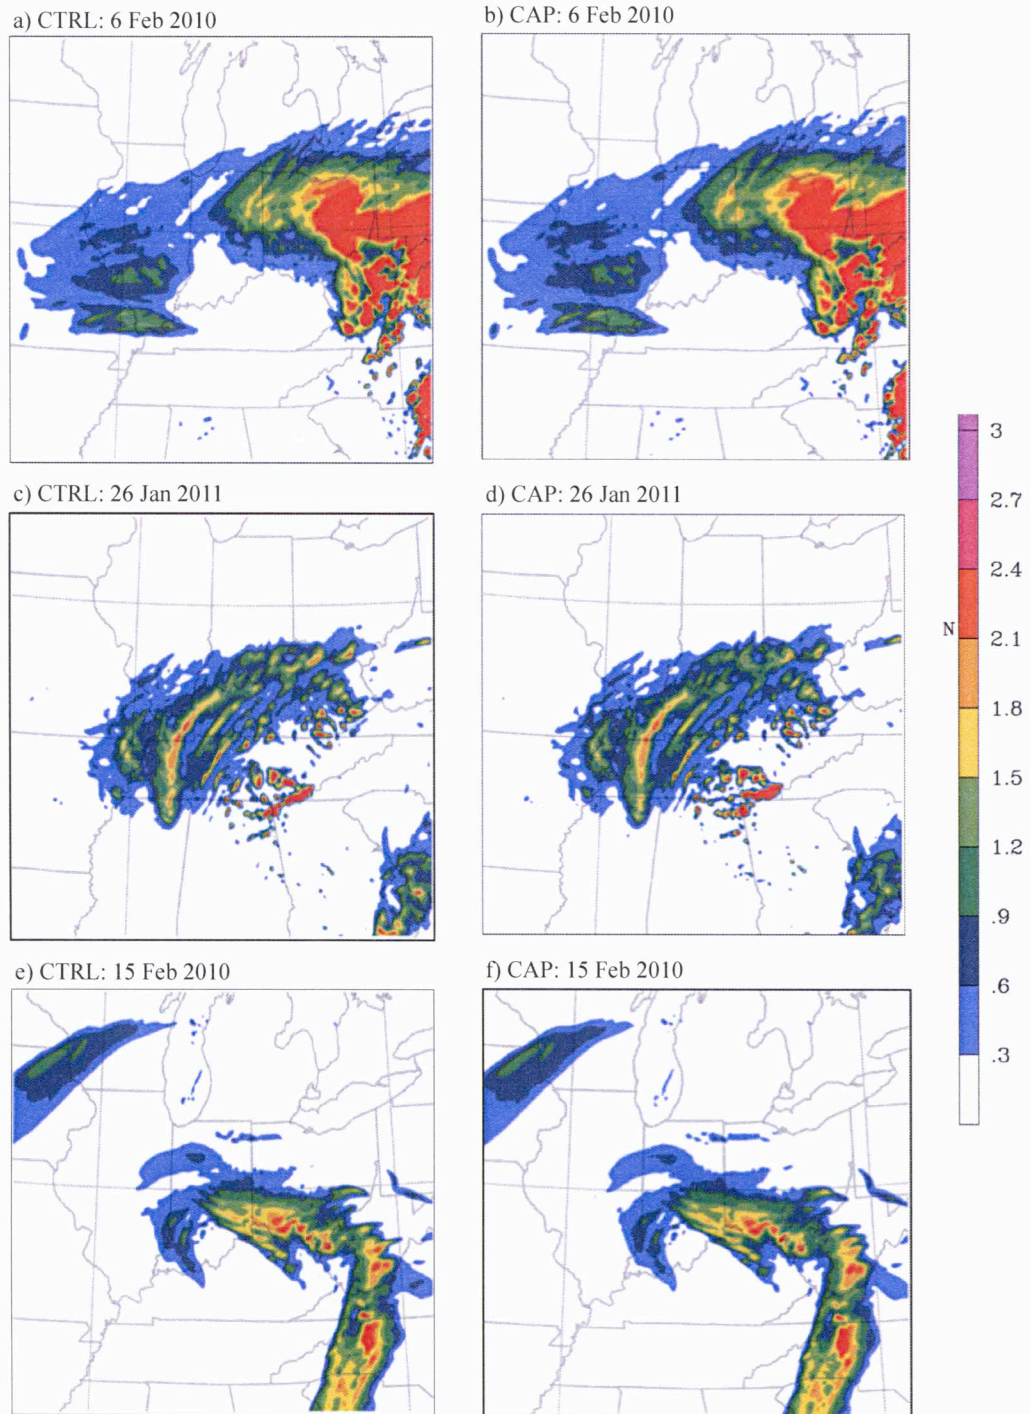 a) CTRL: 6 Feb 2010
b) CAP: 6 Feb 2010
c) CTRL: 26 Jan 2011
d) CAP: 26 Jan 2011
3
2.7
2.4
N
2.1
1.8
1.5
1.2
.9
.6
.3
e) CTRL: 15 Feb 2010
f) CAP: 15 Feb 2010